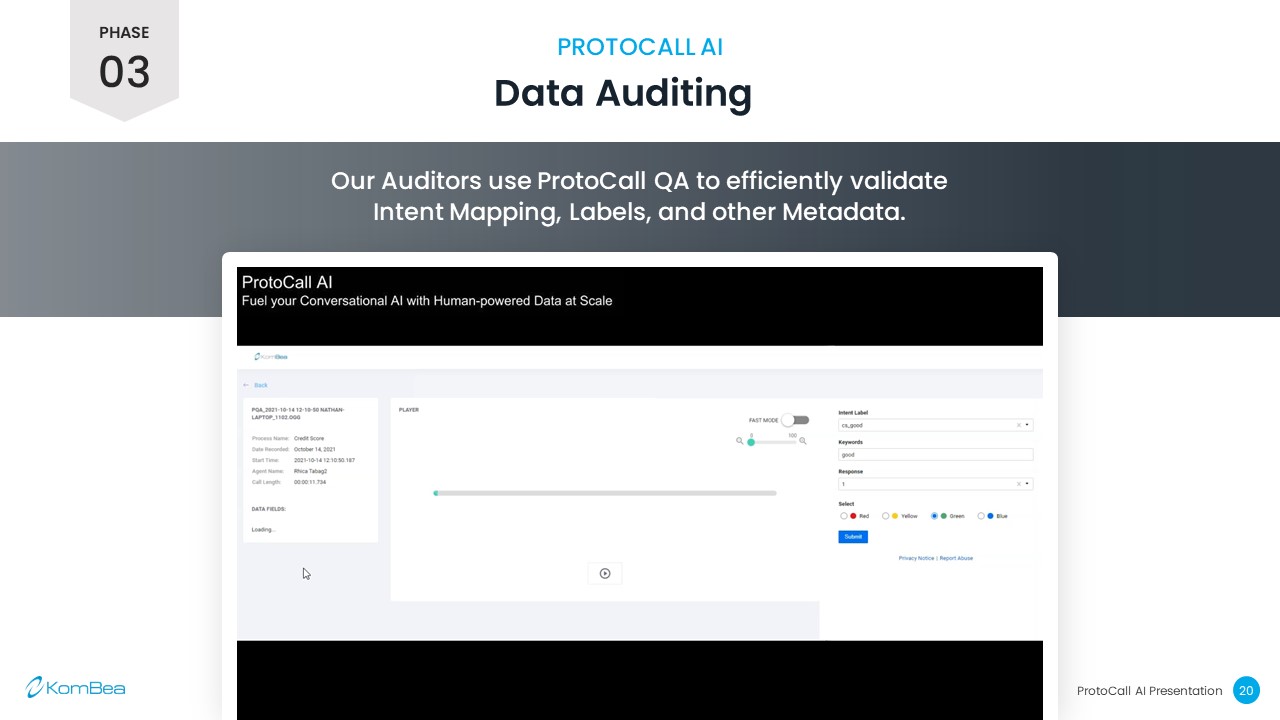 PHASE
03
PROTOCALL AI
Data Auditing
Our Auditors use ProtoCall QA to efficiently validate
Intent Mapping, Labels, and other Metadata.
ProtoCall AI
Fuel your Conversational AI with Human-powered Data at Scale
KomBea
← Back
PQA_2021-10-14 12-10-50 NATHAN-
LAPTOP_1102.OGG
Process Name: Credit Score
Date Recorded: October 14, 2021
Start Time: 2021-10-14 12:10:50.187
Agent Name: Rhica Tabag2
Call Length: 00:00:11.734
DATA FIELDS:
Loading...
PLAYER
FAST MODE
0 100
Intent Label
cs_good
Keywords
good
Response
1
Select
Red Yellow Green Blue
Submit
Privacy Notice | Report Abuse
KomBea
ProtoCall AI Presentation 20